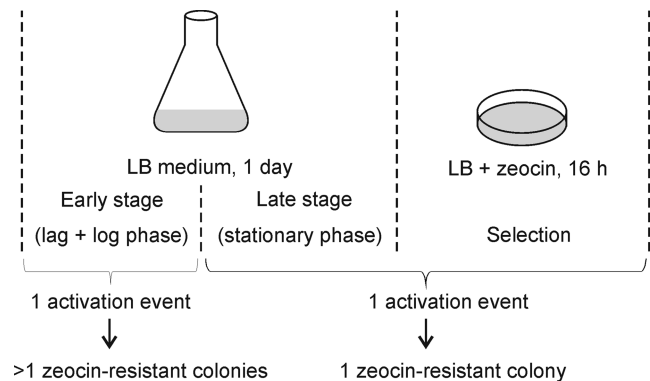 LB medium, 1 day
LB + zeocin, 16 h
Early stage
(lag + log phase)
Late stage
(stationary phase)
Selection
1 activation event
1 activation event
>1 zeocin-resistant colonies
1 zeocin-resistant colony